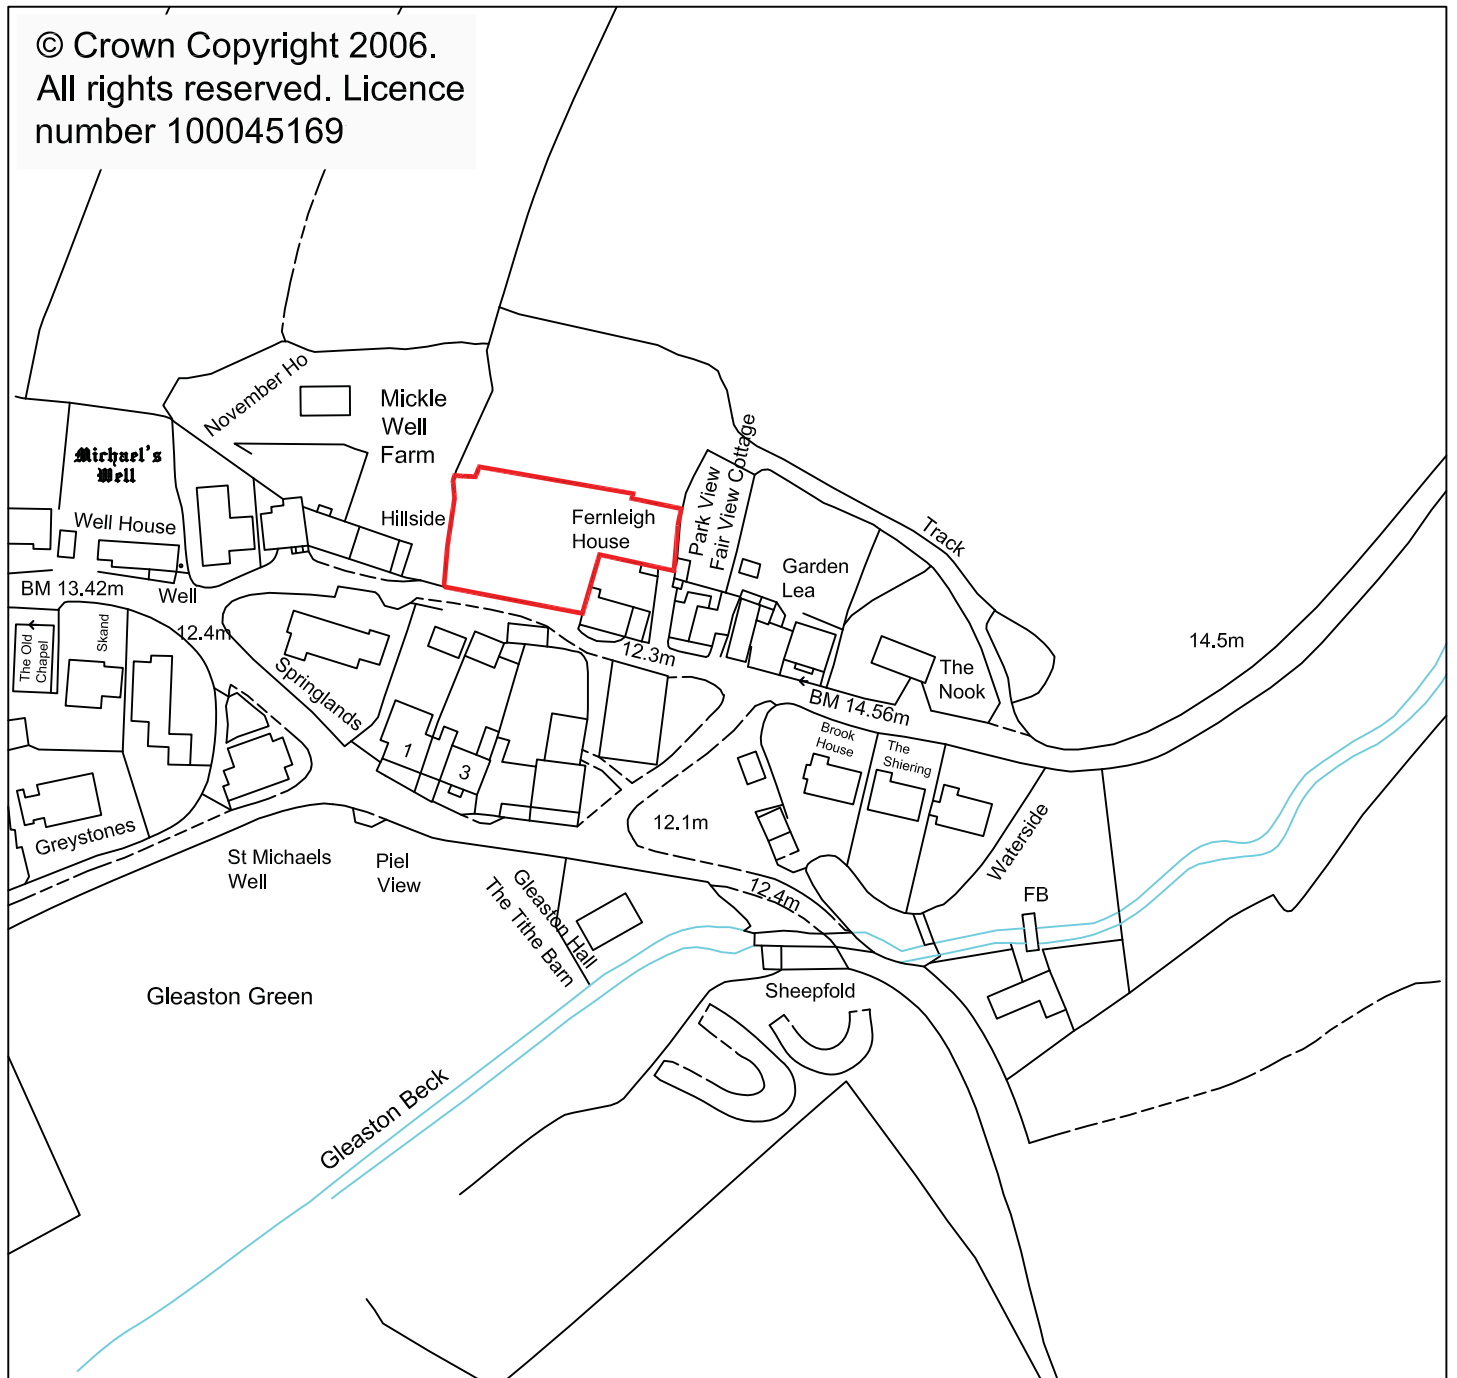 © Crown Copyright 2006.
All rights reserved. Licence
number 100045169
November Ho
Mickle
Well
Farm
Michael's
Well
Well House
Hillside
Fernleigh
House
Park View
Fair View Cottage
Track
Garden
Lea
BM 13.42m
Well
12.4m
The Old
Chapel
Skand
Springlands
12.3m
14.5m
The
Nook
BM 14.56m
Brook
House
The
Shiering
1
3
12.1m
Greystones
St Michaels
Well
Piel
View
Waterside
12.4m
Gleaston Hall
The Tithe Barn
FB
Gleaston Green
Sheepfold
Gleaston Beck